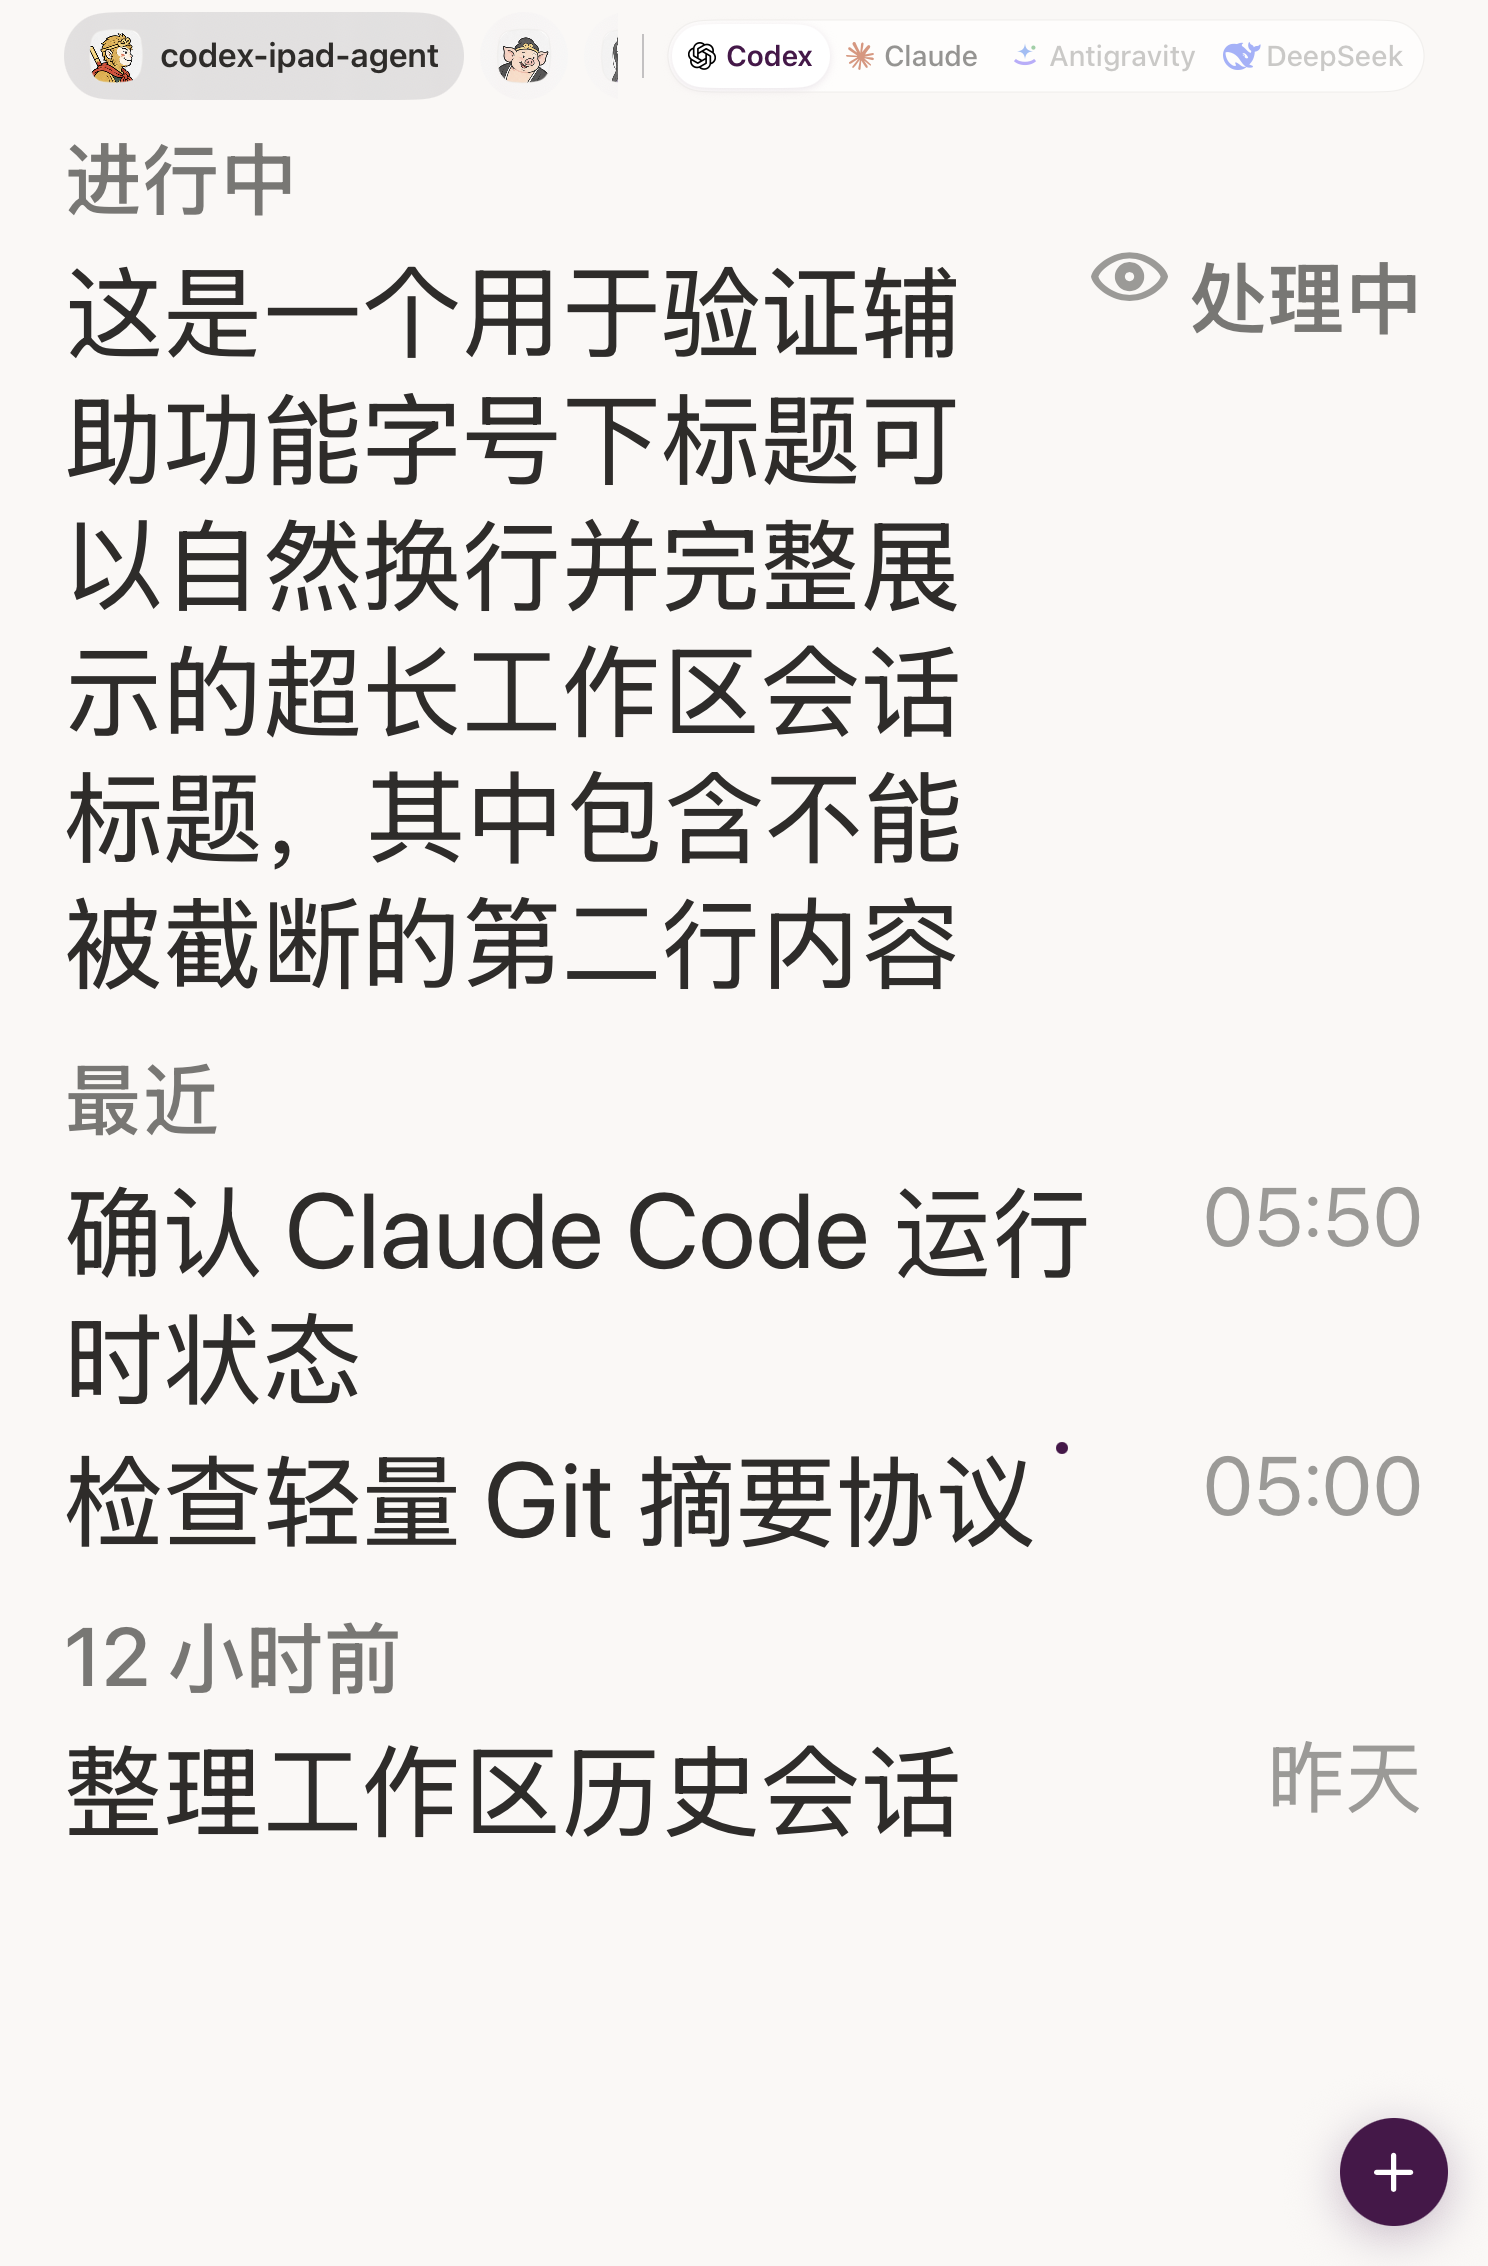 codex-ipad-agent
Codex
Claude
Antigravity
DeepSeek
进行中
这是一个用于验证辅
处理中
助功能字号下标题可
以自然换行并完整展
示的超长工作区会话
标题，其中包含不能
被截断的第二行内容
最近
确认 Claude Code 运行
05:50
时状态
检查轻量 Git 摘要协议
05:00
12 小时前
整理工作区历史会话
昨天